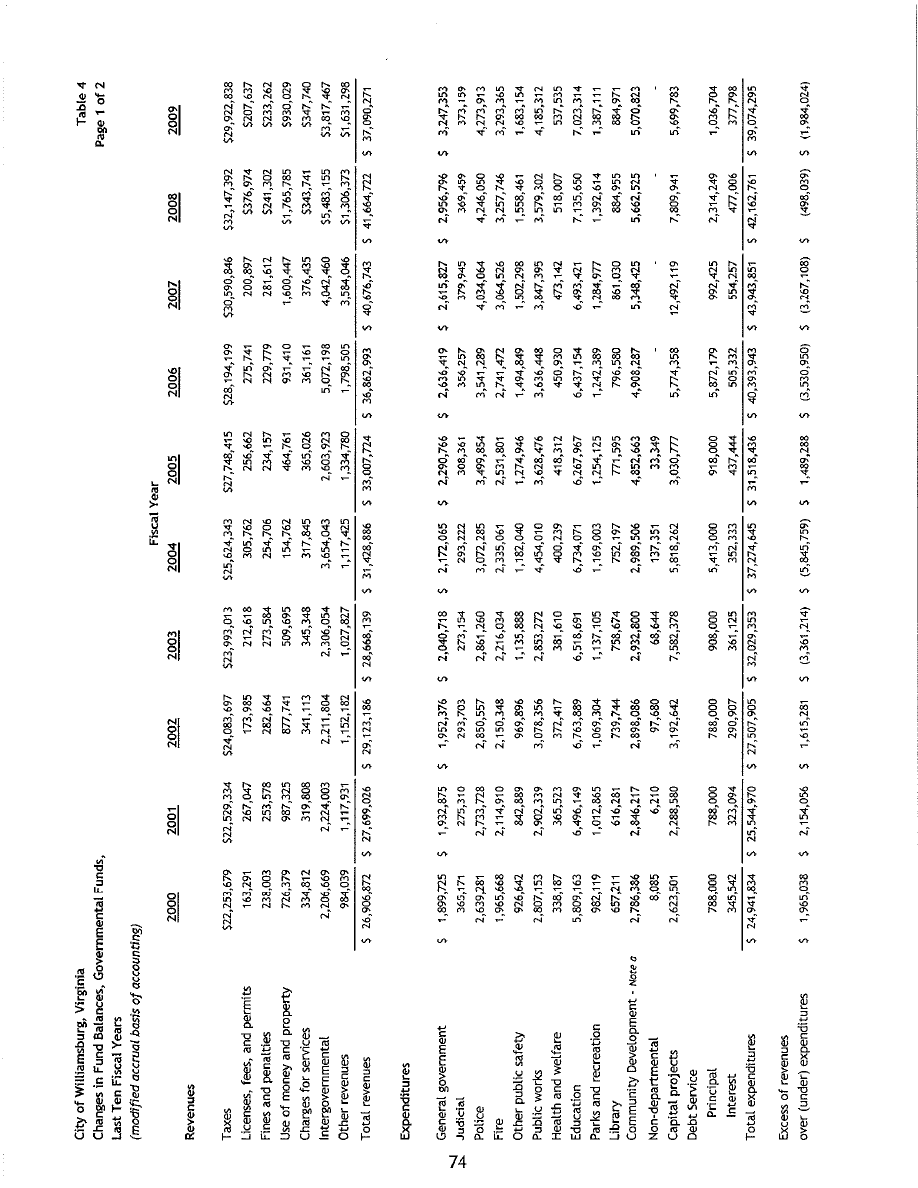 City of Williamsburg, Virginia Table 4
Changes in Fund Balances, Governmental Funds, Page 1 of 2
Last Ten Fiscal Years
(modified accrual basis of accounting)
Fiscal Year
Revenues 2000 2001 2002 2003 2004 2005 2006 2007 2008 2009
Taxes $22,253,679 $22,529,334 $24,083,697 $23,993,013 $25,624,343 $27,748,415 $28,194,199 $30,590,846 $32,147,392 $29,922,838
Licenses, fees, and permits 163,291 267,047 173,985 212,618 305,762 256,662 275,741 200,897 $376,974 $207,637
Fines and penalties 238,003 253,578 282,664 273,584 254,706 234,157 229,779 281,612 $241,302 $233,262
Use of money and property 726,379 987,325 877,741 509,695 154,762 464,761 931,410 1,600,447 $1,765,785 $930,029
Charges for services 334,812 319,808 341,113 345,348 317,845 365,026 361,161 376,435 $343,741 $347,740
Intergovernmental 2,206,669 2,224,003 2,211,804 2,306,054 3,654,043 2,603,923 5,072,198 4,042,460 $5,483,155 $3,817,467
Other revenues 984,039 1,117,931 1,152,182 1,027,827 1,117,425 1,334,780 1,798,505 3,584,046 $1,306,373 $1,631,298
Total revenues $ 26,906,872 $ 27,699,026 $ 29,123,186 $ 28,668,139 $ 31,428,886 $ 33,007,724 $ 36,862,993 $ 40,676,743 $ 41,664,722 $ 37,090,271
Expenditures
General government $ 1,899,725 $ 1,932,875 $ 1,952,376 $ 2,040,718 $ 2,172,065 $ 2,290,766 $ 2,636,419 $ 2,615,827 $ 2,956,796 $ 3,247,353
Judicial 365,171 275,310 293,703 273,154 293,222 308,361 356,257 379,945 369,459 373,159
Police 2,639,281 2,733,728 2,850,557 2,861,260 3,072,285 3,499,854 3,541,289 4,034,064 4,246,050 4,273,913
Fire 1,965,668 2,114,910 2,150,348 2,216,034 2,335,061 2,531,801 2,741,472 3,064,526 3,257,746 3,293,365
Other public safety 926,642 842,889 969,896 1,135,888 1,182,040 1,274,946 1,494,849 1,502,298 1,558,461 1,683,154
Public works 2,807,153 2,902,339 3,078,356 2,853,272 4,454,010 3,628,476 3,636,448 3,847,395 3,579,302 4,185,312
Health and welfare 338,187 365,523 372,417 381,610 400,239 418,312 450,930 473,142 518,007 537,535
Education 5,809,163 6,496,149 6,763,889 6,518,691 6,734,071 6,267,967 6,437,154 6,493,421 7,135,650 7,023,314
Parks and recreation 982,119 1,012,865 1,069,304 1,137,105 1,169,003 1,254,125 1,242,389 1,284,977 1,392,614 1,387,111
Library 657,211 616,281 739,744 758,674 752,197 771,595 796,580 861,030 884,955 884,971
Community Development - Note a 2,786,386 2,846,217 2,898,086 2,932,800 2,989,506 4,852,663 4,908,287 5,348,425 5,662,525 5,070,823
Non-departmental 8,085 6,210 97,680 68,644 137,351 33,349 - - - -
Capital projects 2,623,501 2,288,580 3,192,642 7,582,378 5,818,262 3,030,777 5,774,358 12,492,119 7,809,941 5,699,783
Debt Service
Principal 788,000 788,000 788,000 908,000 5,413,000 918,000 5,872,179 992,425 2,314,249 1,036,704
Interest 345,542 323,094 290,907 361,125 352,333 437,444 505,332 554,257 477,006 377,798
Total expenditures $ 24,941,834 $ 25,544,970 $ 27,507,905 $ 32,029,353 $ 37,274,645 $ 31,518,436 $ 40,393,943 $ 43,943,851 $ 42,162,761 $ 39,074,295
Excess of revenues
over (under) expenditures $ 1,965,038 $ 2,154,056 $ 1,615,281 $ (3,361,214) $ (5,845,759) $ 1,489,288 $ (3,530,950) $ (3,267,108) $ (498,039) $ (1,984,024)
74